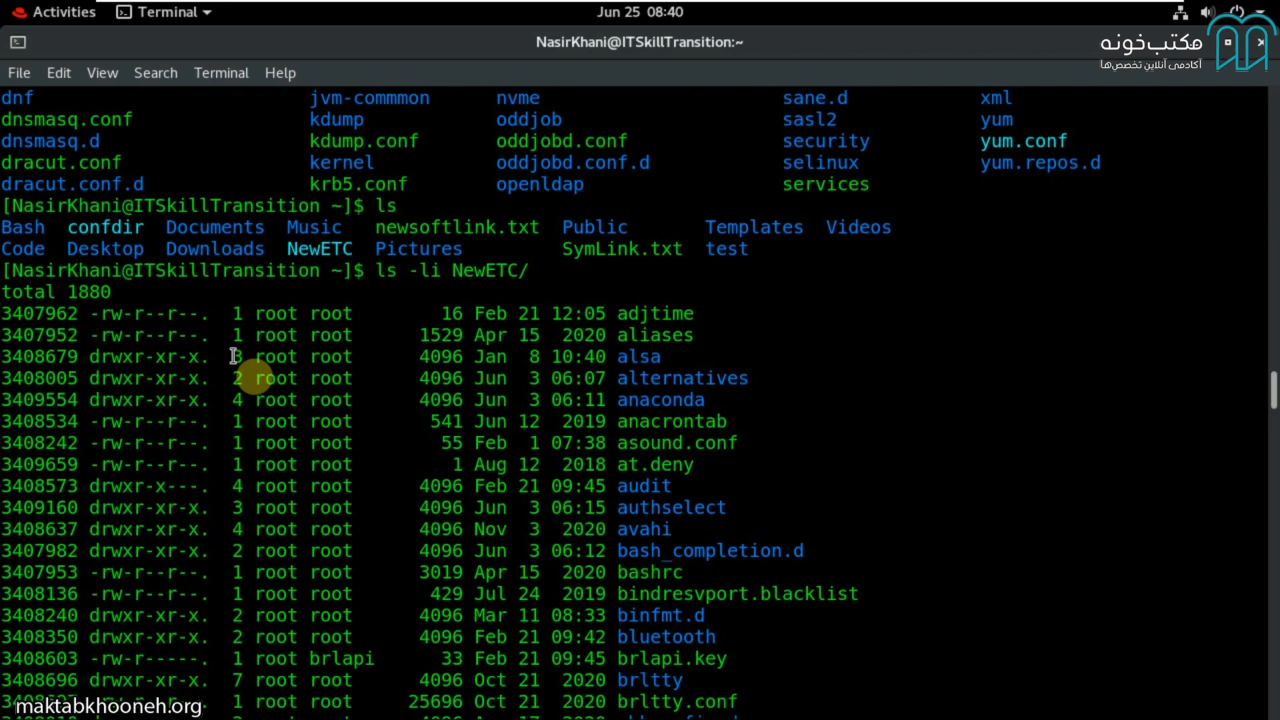 Activities Terminal Jun 25 08:40
NasirKhani@ITSkillTransition:~
مکتب‌خونه
آکادمی آنلاین تخصص‌ها
File Edit View Search Terminal Help
dnf jvm-commmon nvme sane.d xml
dnsmasq.conf kdump oddjob sasl2 yum
dnsmasq.d kdump.conf oddjobd.conf security yum.conf
dracut.conf kernel oddjobd.conf.d selinux yum.repos.d
dracut.conf.d krb5.conf openldap services
[NasirKhani@ITSkillTransition ~]$ ls
Bash confdir Documents Music newsoftlink.txt Public Templates Videos
Code Desktop Downloads NewETC Pictures SymLink.txt test
[NasirKhani@ITSkillTransition ~]$ ls -li NewETC/
total 1880
3407962 -rw-r--r--. 1 root root 16 Feb 21 12:05 adjtime
3407952 -rw-r--r--. 1 root root 1529 Apr 15 2020 aliases
3408679 drwxr-xr-x. 3 root root 4096 Jan 8 10:40 alsa
3408005 drwxr-xr-x. 2 root root 4096 Jun 3 06:07 alternatives
3409554 drwxr-xr-x. 4 root root 4096 Jun 3 06:11 anaconda
3408534 -rw-r--r--. 1 root root 541 Jun 12 2019 anacrontab
3408242 -rw-r--r--. 1 root root 55 Feb 1 07:38 asound.conf
3409659 -rw-r--r--. 1 root root 1 Aug 12 2018 at.deny
3408573 drwxr-x---. 4 root root 4096 Feb 21 09:45 audit
3409160 drwxr-xr-x. 3 root root 4096 Jun 3 06:15 authselect
3408637 drwxr-xr-x. 4 root root 4096 Nov 3 2020 avahi
3407982 drwxr-xr-x. 2 root root 4096 Jun 3 06:12 bash_completion.d
3407953 -rw-r--r--. 1 root root 3019 Apr 15 2020 bashrc
3408136 -rw-r--r--. 1 root root 429 Jul 24 2019 bindresvport.blacklist
3408240 drwxr-xr-x. 2 root root 4096 Mar 11 08:33 binfmt.d
3408350 drwxr-xr-x. 2 root root 4096 Feb 21 09:42 bluetooth
3408603 -rw-r-----. 1 root brlapi 33 Feb 21 09:45 brlapi.key
3408696 drwxr-xr-x. 7 root root 4096 Oct 21 2020 brltty
1 root root 25696 Oct 21 2020 brltty.conf
maktabkhooneh.org